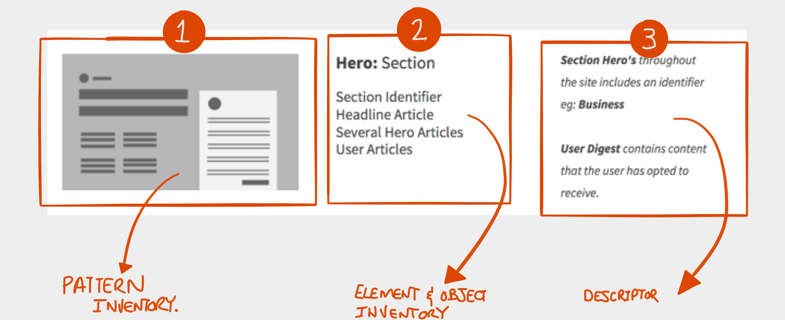 1
2
3
Hero: Section
Section Identifier
Headline Article
Several Hero Articles
User Articles
Section Hero's throughout
the site includes an identifier
eg: Business
User Digest contains content
that the user has opted to
receive.
PATTERN
INVENTORY.
ELEMENT & OBJECT
INVENTORY
DESCRIPTOR